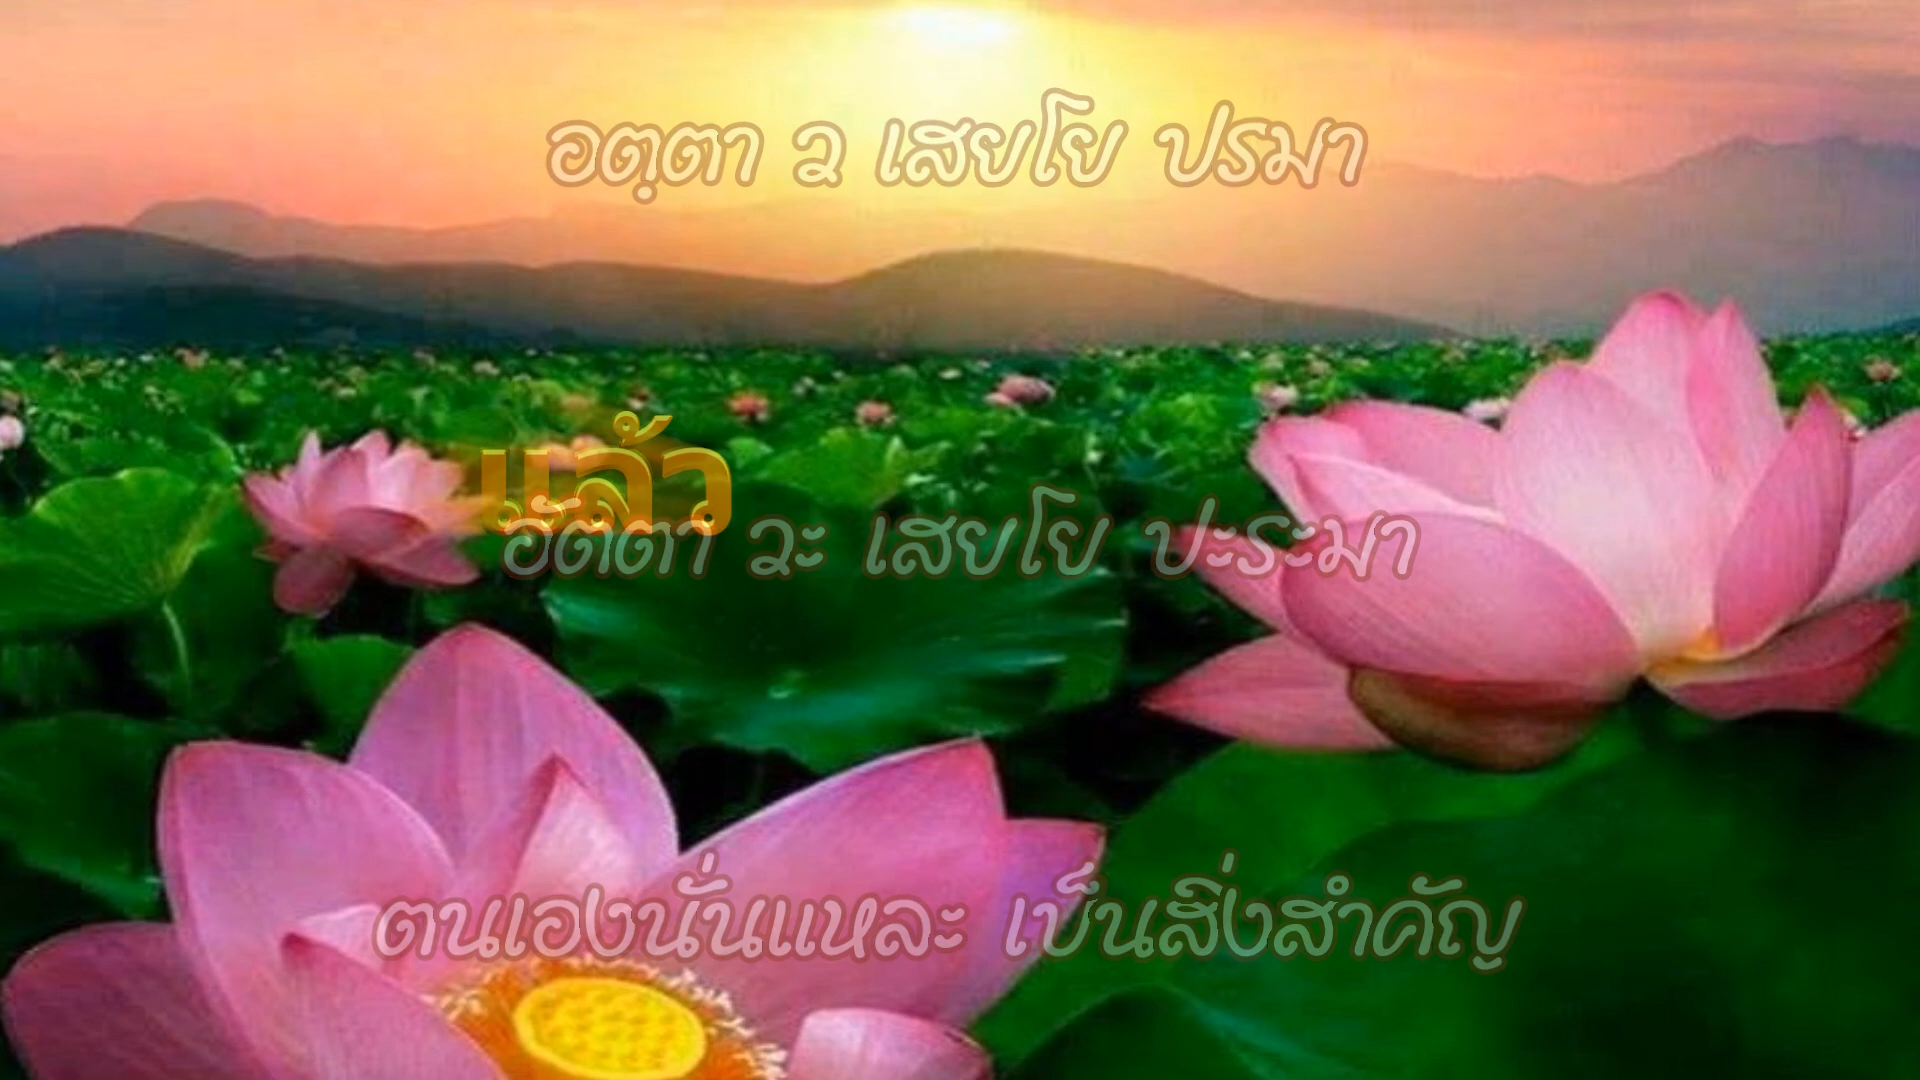 อตฺตา ว เสยโย ปรมา
แล้ว
อัตตา วะ เสยโย ปะระมา
ตนเองนั่นแหละ เป็นสิ่งสำคัญ